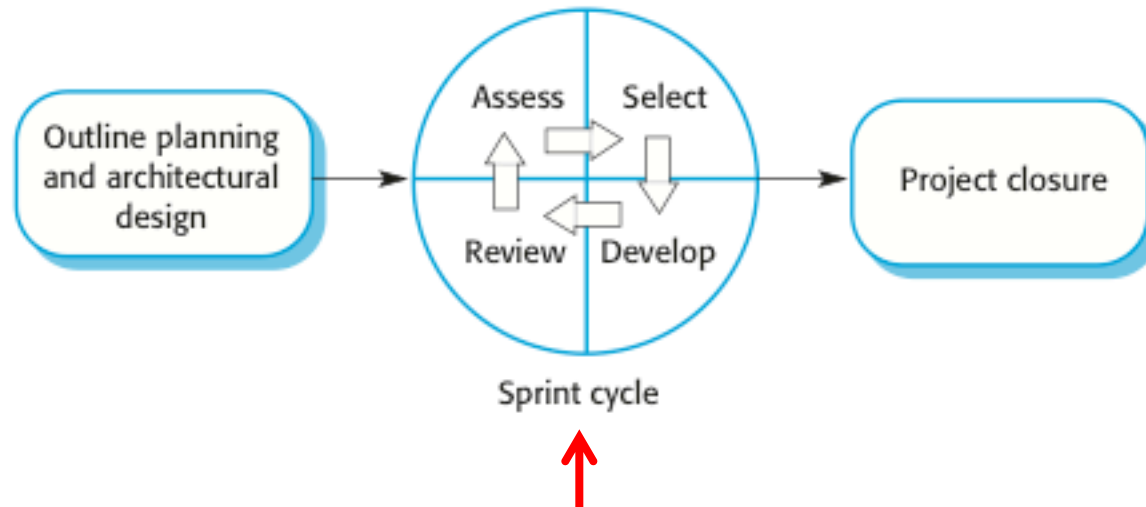 Outline planning
and architectural
design
Assess
Select
Review
Develop
Sprint cycle
Project closure